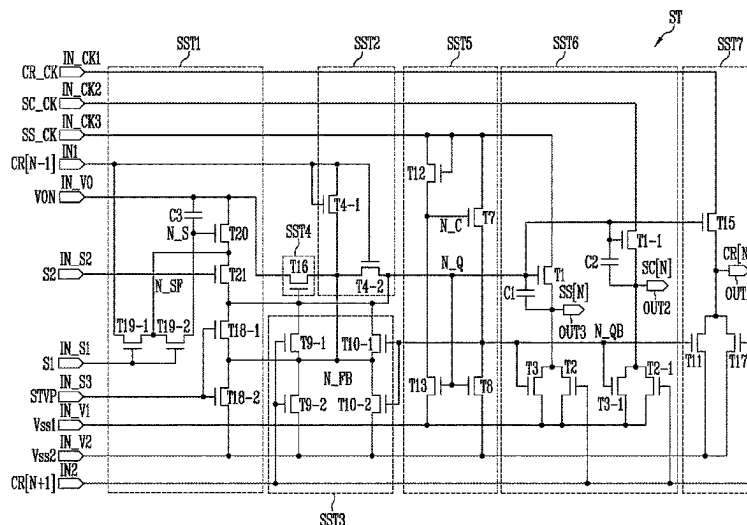 ST
SST1
SST2
SST5
SST6
SST7
IN_CK1
CR_CK
IN_CK2
SC_CK
IN_CK3
SS_CK
IN1
CR[N-1]
IN_V0
VON
C3
N_S
T20
T4-1
SST4
T16
T4-2
T12
T7
N_C
N_Q
T1
C1
C2
T1-1
T15
SS[N]
OUT3
SC[N]
OUT2
CR[N
OUT
IN_S2
S2
T21
N_SF
T19-1
T19-2
T18-1
T9-1
T10-1
N_QB
T11
T17
IN_S1
S1
IN_S3
STVP
T18-2
N_FB
T9-2
T10-2
T13
T8
T3
T2
T3-1
T2-1
IN_V1
Vss1
IN_V2
Vss2
IN2
CR[N+1]
SST3